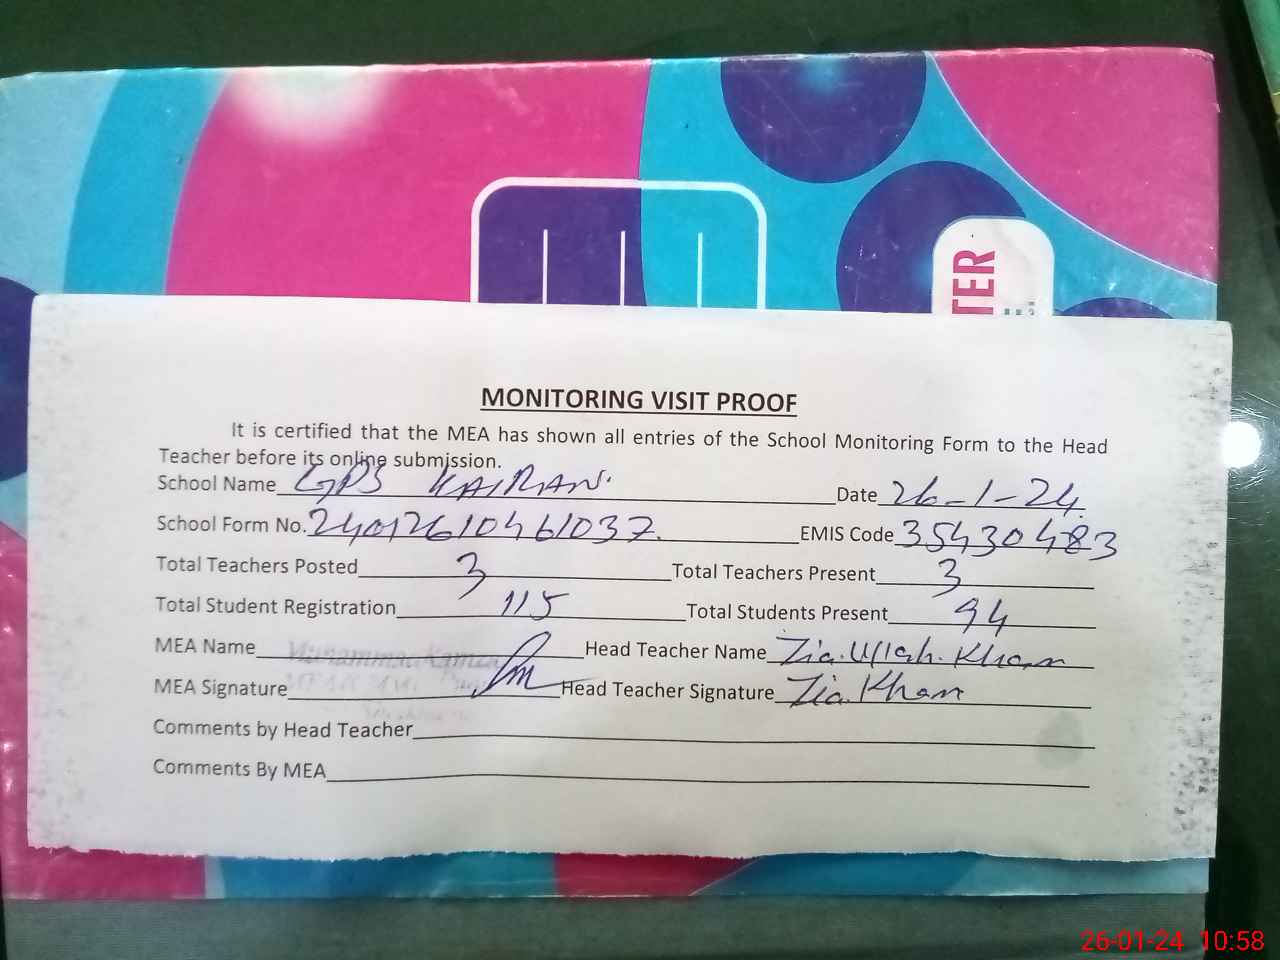 TER
MONITORING VISIT PROOF
It is certified that the MEA has shown all entries of the School Monitoring Form to the Head
Teacher before its online submission.
School Name GPS KAIRAN. Date 26-1-24.
School Form No. 24012610461037. EMIS Code 35430483
Total Teachers Posted 3 Total Teachers Present 3
Total Student Registration 115 Total Students Present 94
MEA Name Muhammad Head Teacher Name Zia.Ullah.Khan
MEA Signature Head Teacher Signature Zia.Khan
Comments by Head Teacher
Comments By MEA
26-01-24 10:58